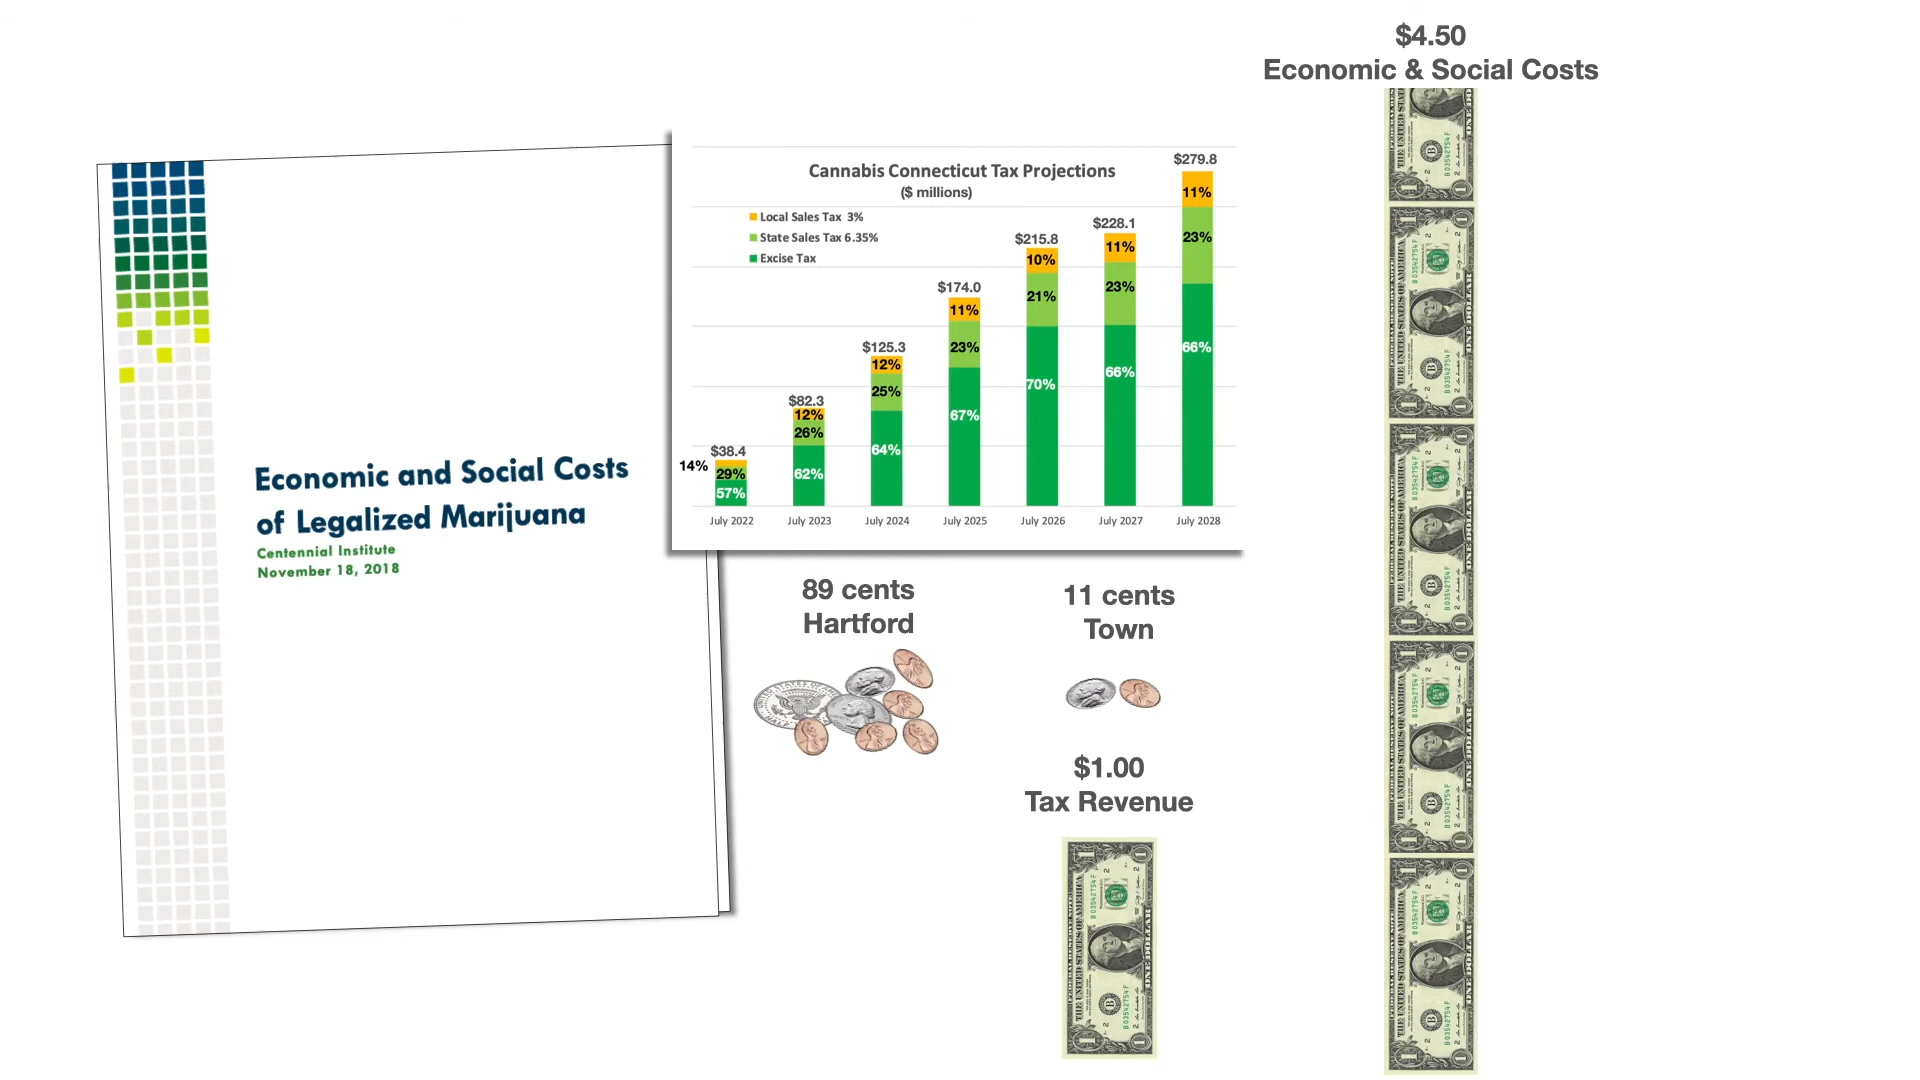 $4.50
Economic & Social Costs
Cannabis Connecticut Tax Projections
($ millions)
Local Sales Tax 3%
State Sales Tax 6.35%
Excise Tax
$38.4
14%
29%
57%
July 2022
$82.3
12%
26%
62%
July 2023
$125.3
12%
25%
64%
July 2024
$174.0
11%
23%
67%
July 2025
$215.8
10%
21%
70%
July 2026
$228.1
11%
23%
66%
July 2027
$279.8
11%
23%
66%
July 2028
Economic and Social Costs
of Legalized Marijuana
Centennial Institute
November 18, 2018
89 cents
Hartford
11 cents
Town
$1.00
Tax Revenue